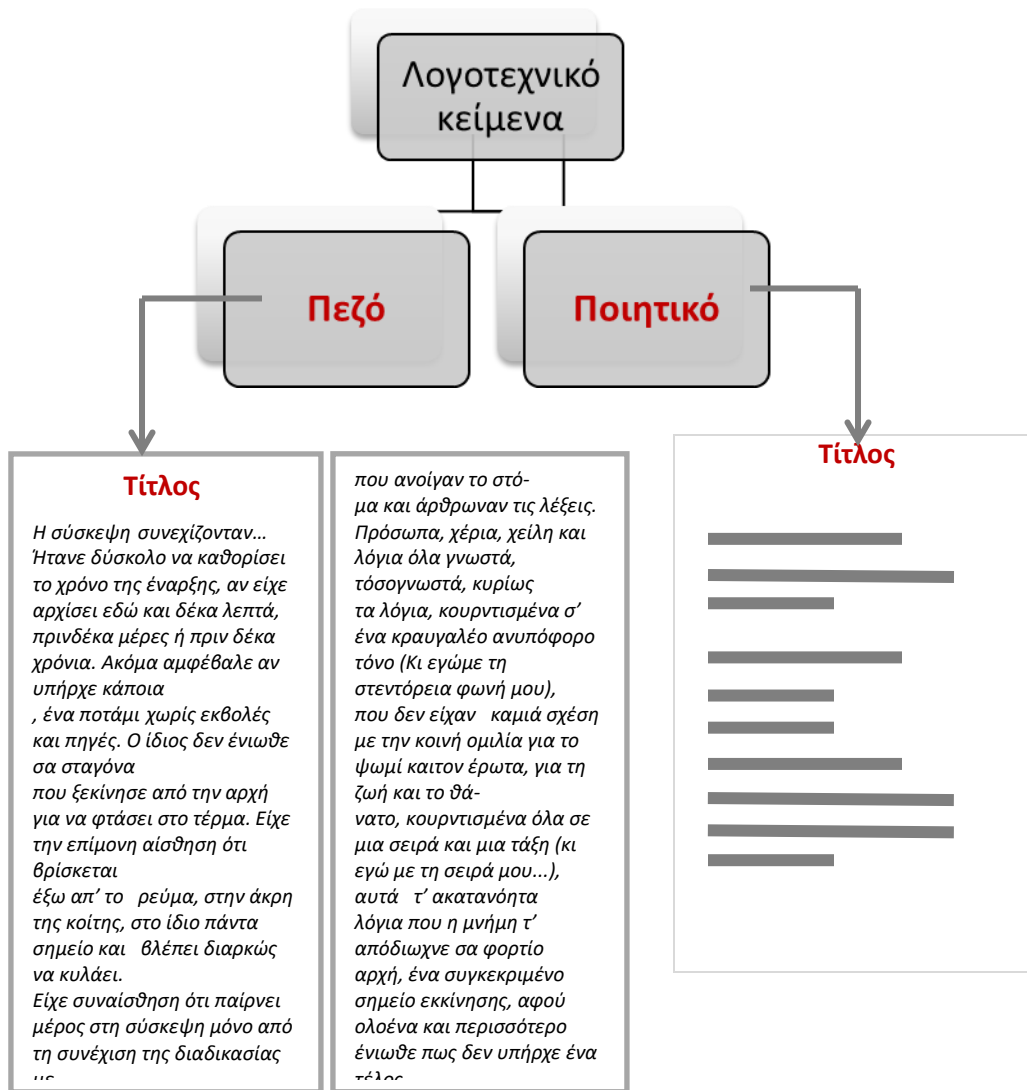 Λογοτεχνικό
κείμενα
Πεζό
Ποιητικό
Τίτλος
Η σύσκεψη συνεχίζονταν…
Ήτανε δύσκολο να καθορίσει
το χρόνο της έναρξης, αν είχε
αρχίσει εδώ και δέκα λεπτά,
πρινδέκα μέρες ή πριν δέκα
χρόνια. Ακόμα αμφέβαλε αν
υπήρχε κάποια
, ένα ποτάμι χωρίς εκβολές
και πηγές. Ο ίδιος δεν ένιωθε
σα σταγόνα
που ξεκίνησε από την αρχή
για να φτάσει στο τέρμα. Είχε
την επίμονη αίσθηση ότι
βρίσκεται
έξω απ’ το ρεύμα, στην άκρη
της κοίτης, στο ίδιο πάντα
σημείο και βλέπει διαρκώς
να κυλάει.
Είχε συναίσθηση ότι παίρνει
μέρος στη σύσκεψη μόνο από
τη συνέχιση της διαδικασίας
με
που ανοίγαν το στό-
μα και άρθρωναν τις λέξεις.
Πρόσωπα, χέρια, χείλη και
λόγια όλα γνωστά,
τόσογνωστά, κυρίως
τα λόγια, κουρντισμένα σ’
ένα κραυγαλέο ανυπόφορο
τόνο (Κι εγώμε τη
στεντόρεια φωνή μου),
που δεν είχαν καμιά σχέση
με την κοινή ομιλία για το
ψωμί καιτον έρωτα, για τη
ζωή και το θά-
νατο, κουρντισμένα όλα σε
μια σειρά και μια τάξη (κι
εγώ με τη σειρά μου...),
αυτά τ’ ακατανόητα
λόγια που η μνήμη τ’
απόδιωχνε σα φορτίο
αρχή, ένα συγκεκριμένο
σημείο εκκίνησης, αφού
ολοένα και περισσότερο
ένιωθε πως δεν υπήρχε ένα
τέλος
Τίτλος